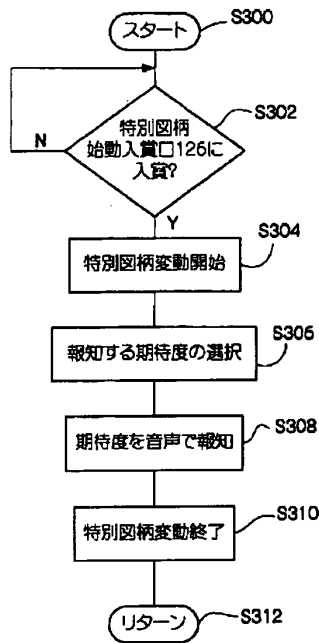 スタート
S300
特別図柄
始動入賞口126に
入賞?
S302
N
Y
特別図柄変動開始
S304
報知する期待度の選択
S306
期待度を音声で報知
S308
特別図柄変動終了
S310
リターン
S312